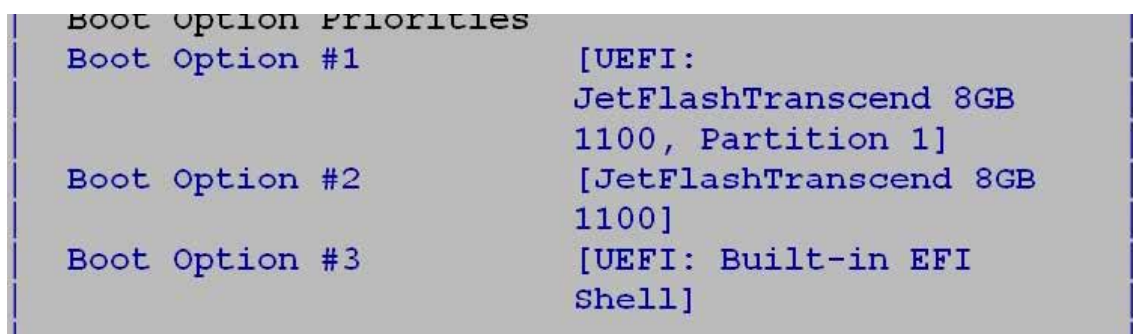 Boot Option Priorities
Boot Option #1 [UEFI:
JetFlashTranscend 8GB
1100, Partition 1]
Boot Option #2 [JetFlashTranscend 8GB
1100]
Boot Option #3 [UEFI: Built-in EFI
Shell]